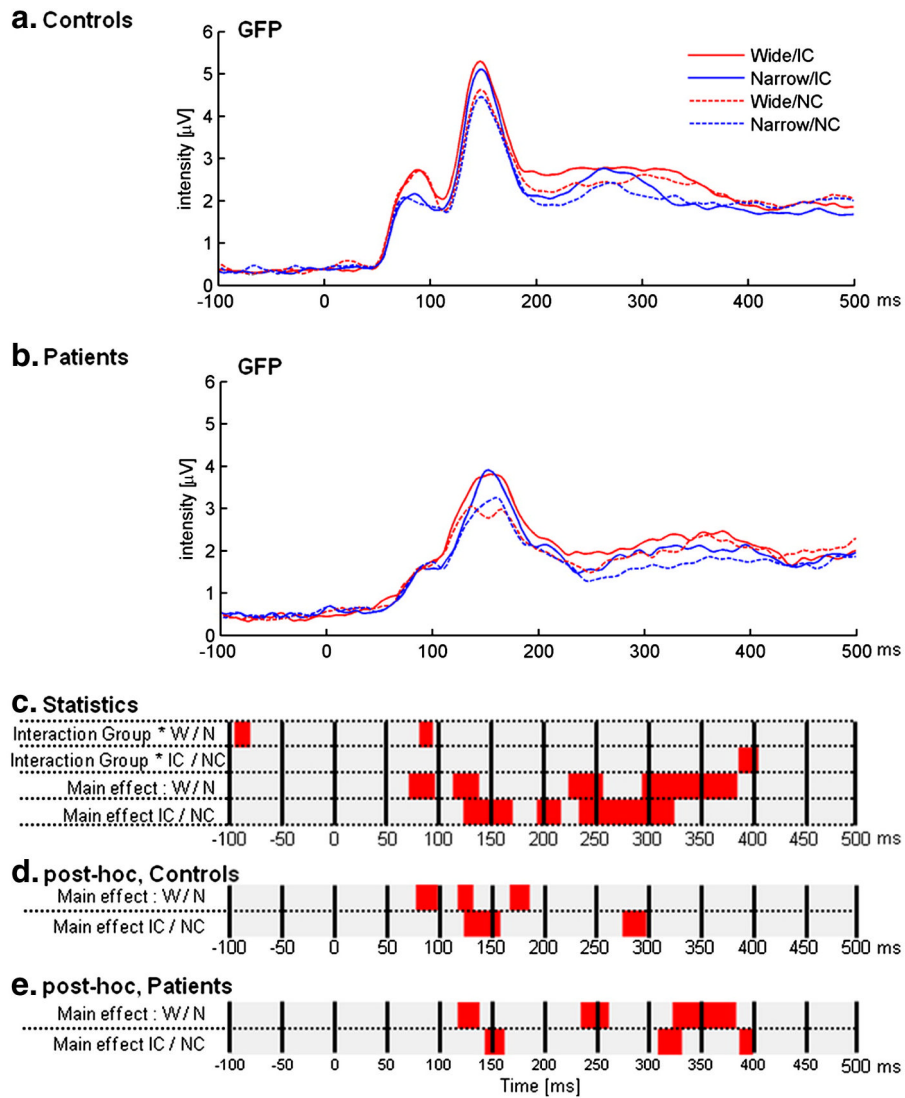 a. Controls
GFP
6
5
4
3
2
1
0
intensity [µV]
Wide/IC
Narrow/IC
Wide/NC
Narrow/NC
-100 0 100 200 300 400 500 ms
b. Patients
GFP
6
5
4
3
2
1
0
intensity [µV]
-100 0 100 200 300 400 500 ms
c. Statistics
Interaction Group * W / N
Interaction Group * IC / NC
Main effect : W / N
Main effect IC / NC
-100 -50 0 50 100 150 200 250 300 350 400 450 500 ms
d. post-hoc, Controls
Main effect : W / N
Main effect IC / NC
-100 -50 0 50 100 150 200 250 300 350 400 450 500 ms
e. post-hoc, Patients
Main effect : W / N
Main effect IC / NC
-100 -50 0 50 100 150 200 250 300 350 400 450 500 ms
Time [ms]